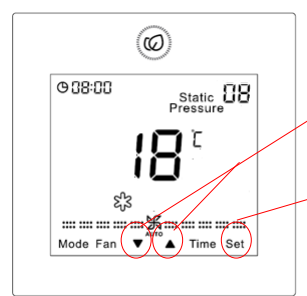 08:00
Static 08
Pressure
18 °C
AUTO
Mode Fan ▼ ▲ Time Set